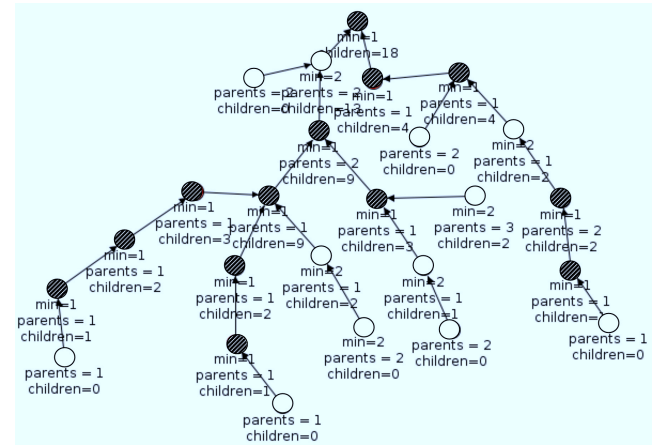 min=1
children=18
min=2
parents = 2
children=13
parents = 2
children=0
min=1
parents = 1
children=4
min=1
parents = 1
children=4
parents = 2
children=0
min=2
parents = 1
children=2
min=1
parents = 2
children=9
min=1
parents = 1
children=3
min=1
parents = 1
children=9
min=1
parents = 1
children=3
min=2
parents = 3
children=2
min=1
parents = 2
children=2
min=1
parents = 1
children=2
min=1
parents = 1
children=2
min=2
parents = 1
children=2
min=2
parents = 1
children=1
min=1
parents = 1
children=
min=1
parents = 1
children=1
parents = 1
children=0
min=1
parents = 1
children=1
min=2
parents = 2
children=0
parents = 2
children=0
parents = 1
children=0
parents = 1
children=0